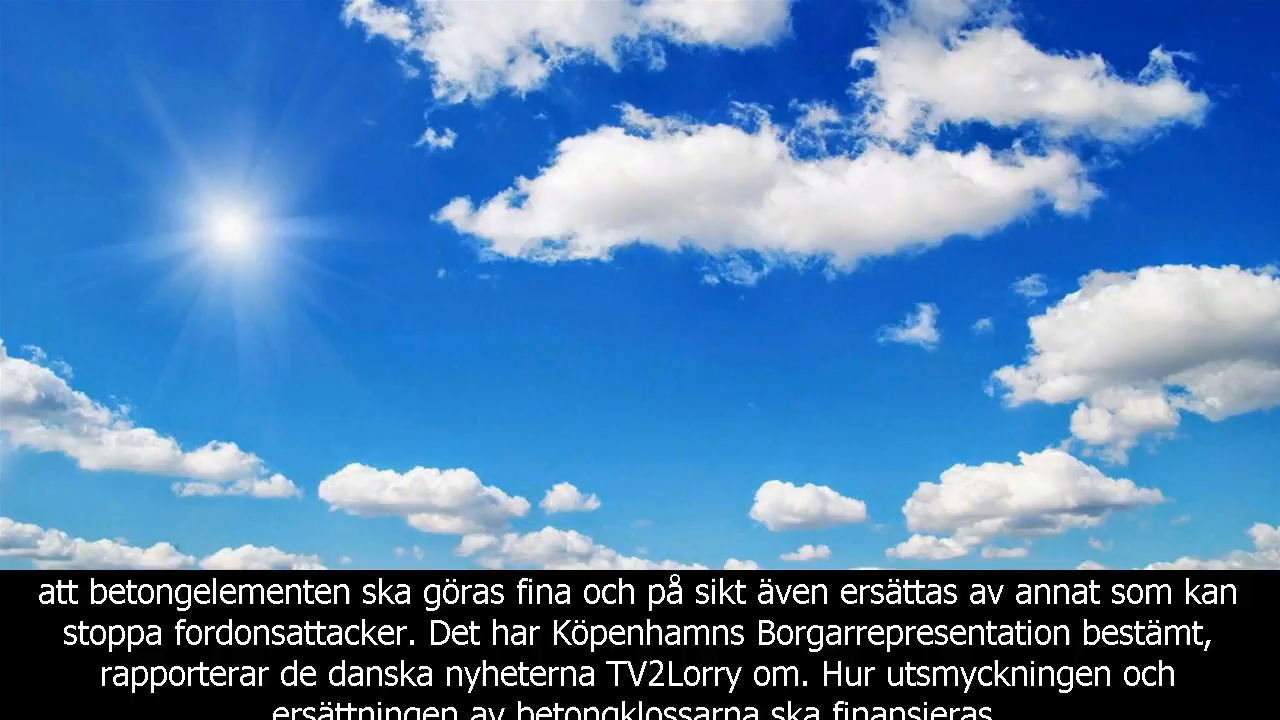 att betongelementen ska göras fina och på sikt även ersättas av annat som kan
stoppa fordonsattacker. Det har Köpenhamns Borgarrepresentation bestämt,
rapporterar de danska nyheterna TV2Lorry om. Hur utsmyckningen och
ersättningen av betongklossarna ska finansieras